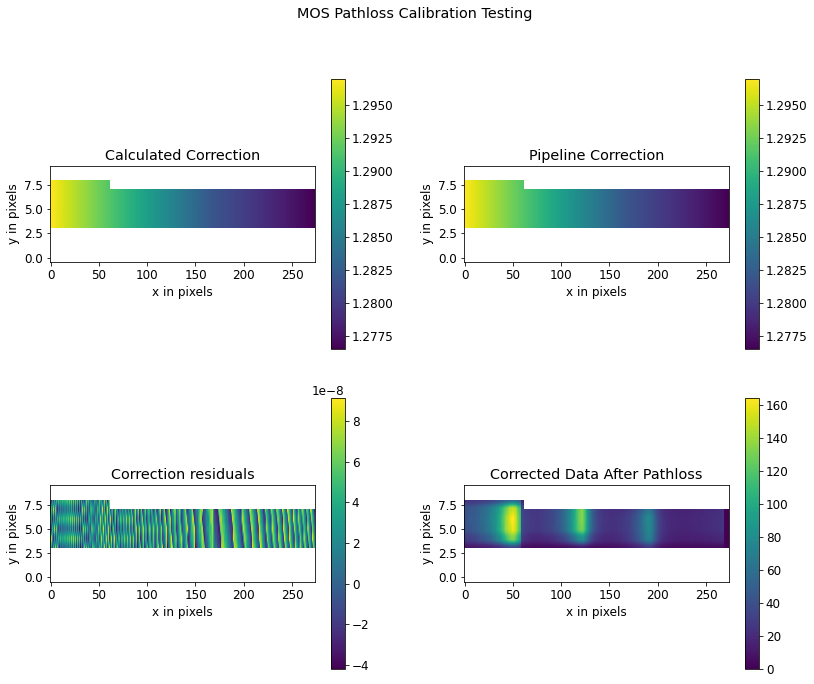 MOS Pathloss Calibration Testing
Calculated Correction
y in pixels
7.5
5.0
2.5
0.0
0 50 100 150 200 250
x in pixels
1.2950
1.2925
1.2900
1.2875
1.2850
1.2825
1.2800
1.2775
Pipeline Correction
y in pixels
7.5
5.0
2.5
0.0
0 50 100 150 200 250
x in pixels
1.2950
1.2925
1.2900
1.2875
1.2850
1.2825
1.2800
1.2775
Correction residuals
y in pixels
7.5
5.0
2.5
0.0
0 50 100 150 200 250
x in pixels
1e−8
8
6
4
2
0
−2
−4
Corrected Data After Pathloss
y in pixels
7.5
5.0
2.5
0.0
0 50 100 150 200 250
x in pixels
160
140
120
100
80
60
40
20
0